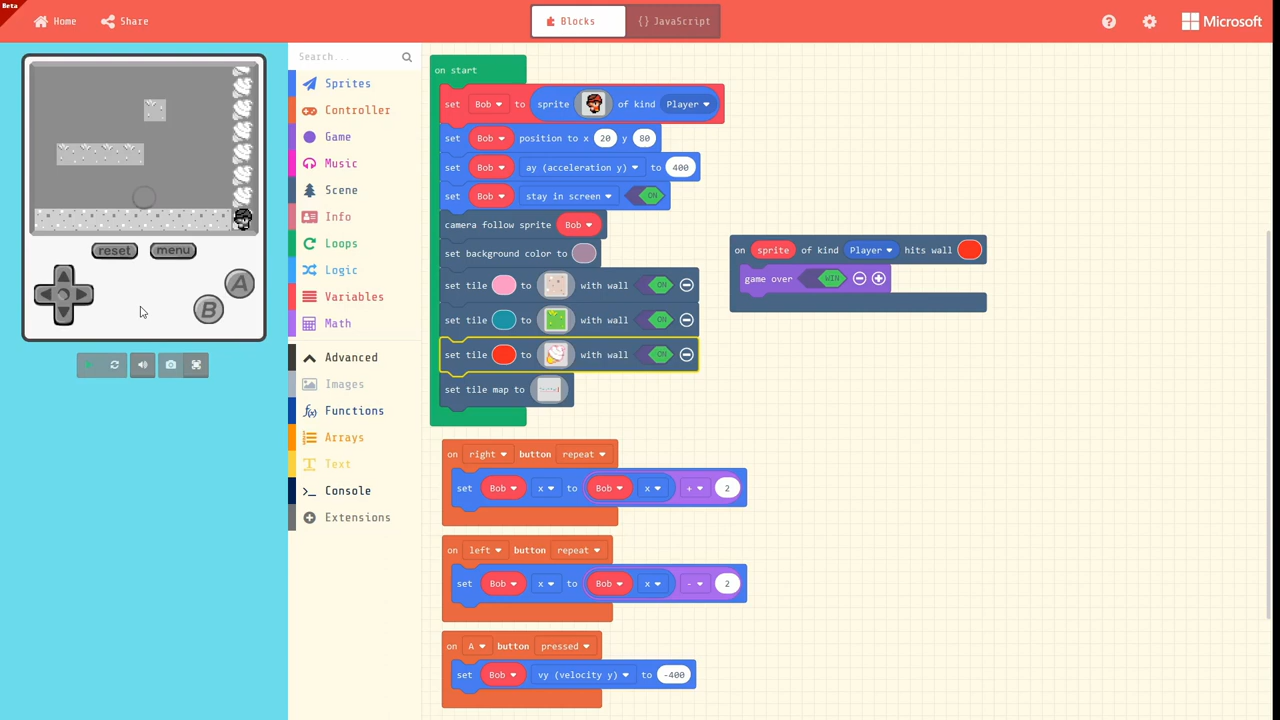 Beta
Home
Share
Blocks
{ } JavaScript
Microsoft
reset
menu
A
B
Search...
Sprites
Controller
Game
Music
Scene
Info
Loops
Logic
Variables
Math
Advanced
Images
Functions
Arrays
Text
Console
Extensions
on start
set Bob to sprite of kind Player
set Bob position to x 20 y 80
set Bob ay (acceleration y) to 400
set Bob stay in screen ON
camera follow sprite Bob
set background color to
set tile to with wall ON
set tile to with wall ON
set tile to with wall ON
set tile map to
on right button repeat
set Bob x to Bob x + 2
on left button repeat
set Bob x to Bob x - 2
on A button pressed
set Bob vy (velocity y) to -400
on sprite of kind Player hits wall
game over WIN